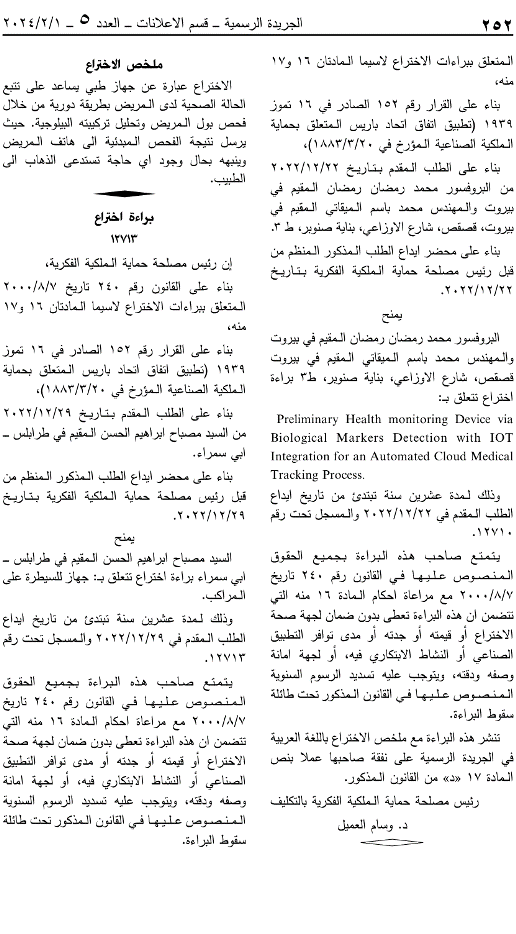 ٢٥٢
الجريدة الرسمية ــ قسم الاعلانات ــ العدد ٥ ــ ٢٠٢٤/٢/١
المتعلق ببراءات الاختراع لاسيما المادتان ١٦ و١٧
منه،
بناء على القرار رقم ١٥٢ الصادر في ١٦ تموز
١٩٣٩ (تطبيق اتفاق اتحاد باريس المتعلق بحماية
الملكية الصناعية المؤرخ في ١٨٨٣/٣/٢٠)،
بناء على الطلب المقدم بتاريخ ٢٠٢٢/١٢/٢٢
من البروفسور محمد رمضان رمضان المقيم في
بيروت والمهندس محمد باسم الميقاتي المقيم في
بيروت، قصقص، شارع الاوزاعي، بناية صنوبر، ط ٣.
بناء على محضر ايداع الطلب المذكور المنظم من
قبل رئيس مصلحة حماية الملكية الفكرية بتاريخ
٢٠٢٢/١٢/٢٢.
يمنح
البروفسور محمد رمضان رمضان المقيم في بيروت
والمهندس محمد باسم الميقاتي المقيم في بيروت
قصقص، شارع الاوزاعي، بناية صنوبر، ط٣ براءة
اختراع تتعلق بـ:
Preliminary Health monitoring Device via
Biological Markers Detection with IOT
Integration for an Automated Cloud Medical
Tracking Process.
وذلك لمدة عشرين سنة تبتدئ من تاريخ ايداع
الطلب المقدم في ٢٠٢٢/١٢/٢٢ والمسجل تحت رقم
١٢٧١٠.
يتمتع صاحب هذه البراءة بجميع الحقوق
المنصوص عليها في القانون رقم ٢٤٠ تاريخ
٢٠٠٠/٨/٧ مع مراعاة احكام المادة ١٦ منه التي
تتضمن ان هذه البراءة تعطى بدون ضمان لجهة صحة
الاختراع أو قيمته أو جدته أو مدى توافر التطبيق
الصناعي أو النشاط الابتكاري فيه، أو لجهة امانة
وصفه ودقته، ويتوجب عليه تسديد الرسوم السنوية
المنصوص عليها في القانون المذكور تحت طائلة
سقوط البراءة.
تنشر هذه البراءة مع ملخص الاختراع باللغة العربية
في الجريدة الرسمية على نفقة صاحبها عملا بنص
المادة ١٧ «د» من القانون المذكور.
رئيس مصلحة حماية الملكية الفكرية بالتكليف
د. وسام العميل
ملخص الاختراع
الاختراع عبارة عن جهاز طبي يساعد على تتبع
الحالة الصحية لدى المريض بطريقة دورية من خلال
فحص بول المريض وتحليل تركيبته البيلوجية. حيث
يرسل نتيجة الفحص المبدئية الى هاتف المريض
وينبهه بحال وجود اي حاجة تستدعى الذهاب الى
الطبيب.
براءة اختراع
١٢٧١٣
إن رئيس مصلحة حماية الملكية الفكرية،
بناء على القانون رقم ٢٤٠ تاريخ ٢٠٠٠/٨/٧
المتعلق ببراءات الاختراع لاسيما المادتان ١٦ و١٧
منه،
بناء على القرار رقم ١٥٢ الصادر في ١٦ تموز
١٩٣٩ (تطبيق اتفاق اتحاد باريس المتعلق بحماية
الملكية الصناعية المؤرخ في ١٨٨٣/٣/٢٠)،
بناء على الطلب المقدم بتاريخ ٢٠٢٢/١٢/٢٩
من السيد مصباح ابراهيم الحسن المقيم في طرابلس ــ
ابي سمراء.
بناء على محضر ايداع الطلب المذكور المنظم من
قبل رئيس مصلحة حماية الملكية الفكرية بتاريخ
٢٠٢٢/١٢/٢٩.
يمنح
السيد مصباح ابراهيم الحسن المقيم في طرابلس ــ
ابي سمراء براءة اختراع تتعلق بـ: جهاز للسيطرة على
المراكب.
وذلك لمدة عشرين سنة تبتدئ من تاريخ ايداع
الطلب المقدم في ٢٠٢٢/١٢/٢٩ والمسجل تحت رقم
١٢٧١٣.
يتمتع صاحب هذه البراءة بجميع الحقوق
المنصوص عليها في القانون رقم ٢٤٠ تاريخ
٢٠٠٠/٨/٧ مع مراعاة احكام المادة ١٦ منه التي
تتضمن ان هذه البراءة تعطى بدون ضمان لجهة صحة
الاختراع أو قيمته أو جدته أو مدى توافر التطبيق
الصناعي أو النشاط الابتكاري فيه، أو لجهة امانة
وصفه ودقته، ويتوجب عليه تسديد الرسوم السنوية
المنصوص عليها في القانون المذكور تحت طائلة
سقوط البراءة.